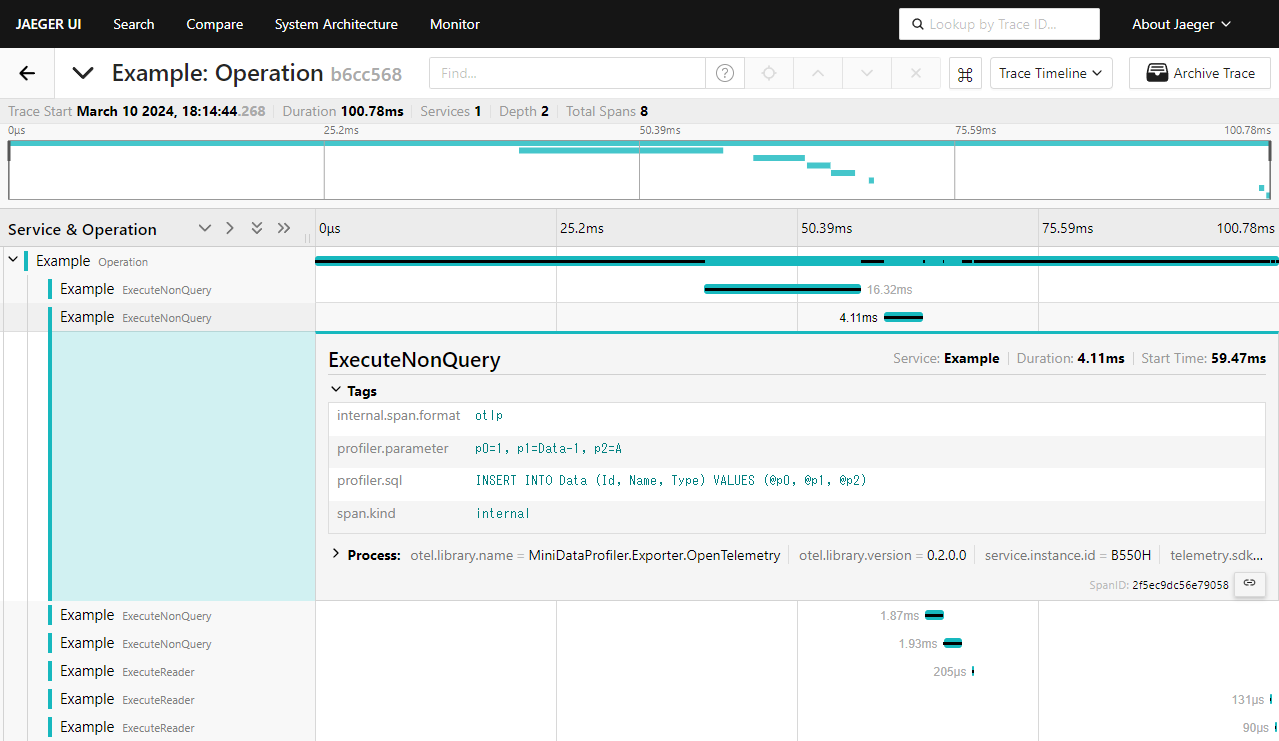 JAEGER UI Search Compare System Architecture Monitor Lookup by Trace ID... About Jaeger
Example: Operation b6cc568 Find... ? ⌘ Trace Timeline Archive Trace
Trace Start March 10 2024, 18:14:44.268 Duration 100.78ms Services 1 Depth 2 Total Spans 8
0μs 25.2ms 50.39ms 75.59ms 100.78ms
Service & Operation 0μs 25.2ms 50.39ms 75.59ms 100.78ms
Example Operation
Example ExecuteNonQuery 16.32ms
Example ExecuteNonQuery 4.11ms
ExecuteNonQuery Service: Example Duration: 4.11ms Start Time: 59.47ms
Tags
internal.span.format otlp
profiler.parameter p0=1, p1=Data-1, p2=A
profiler.sql INSERT INTO Data (Id, Name, Type) VALUES (@p0, @p1, @p2)
span.kind internal
Process: otel.library.name = MiniDataProfiler.Exporter.OpenTelemetry otel.library.version = 0.2.0.0 service.instance.id = B550H telemetry.sdk...
SpanID: 2f5ec9dc56e79058
Example ExecuteNonQuery 1.87ms
Example ExecuteNonQuery 1.93ms
Example ExecuteReader 205μs
Example ExecuteReader 131μs
Example ExecuteReader 90μs